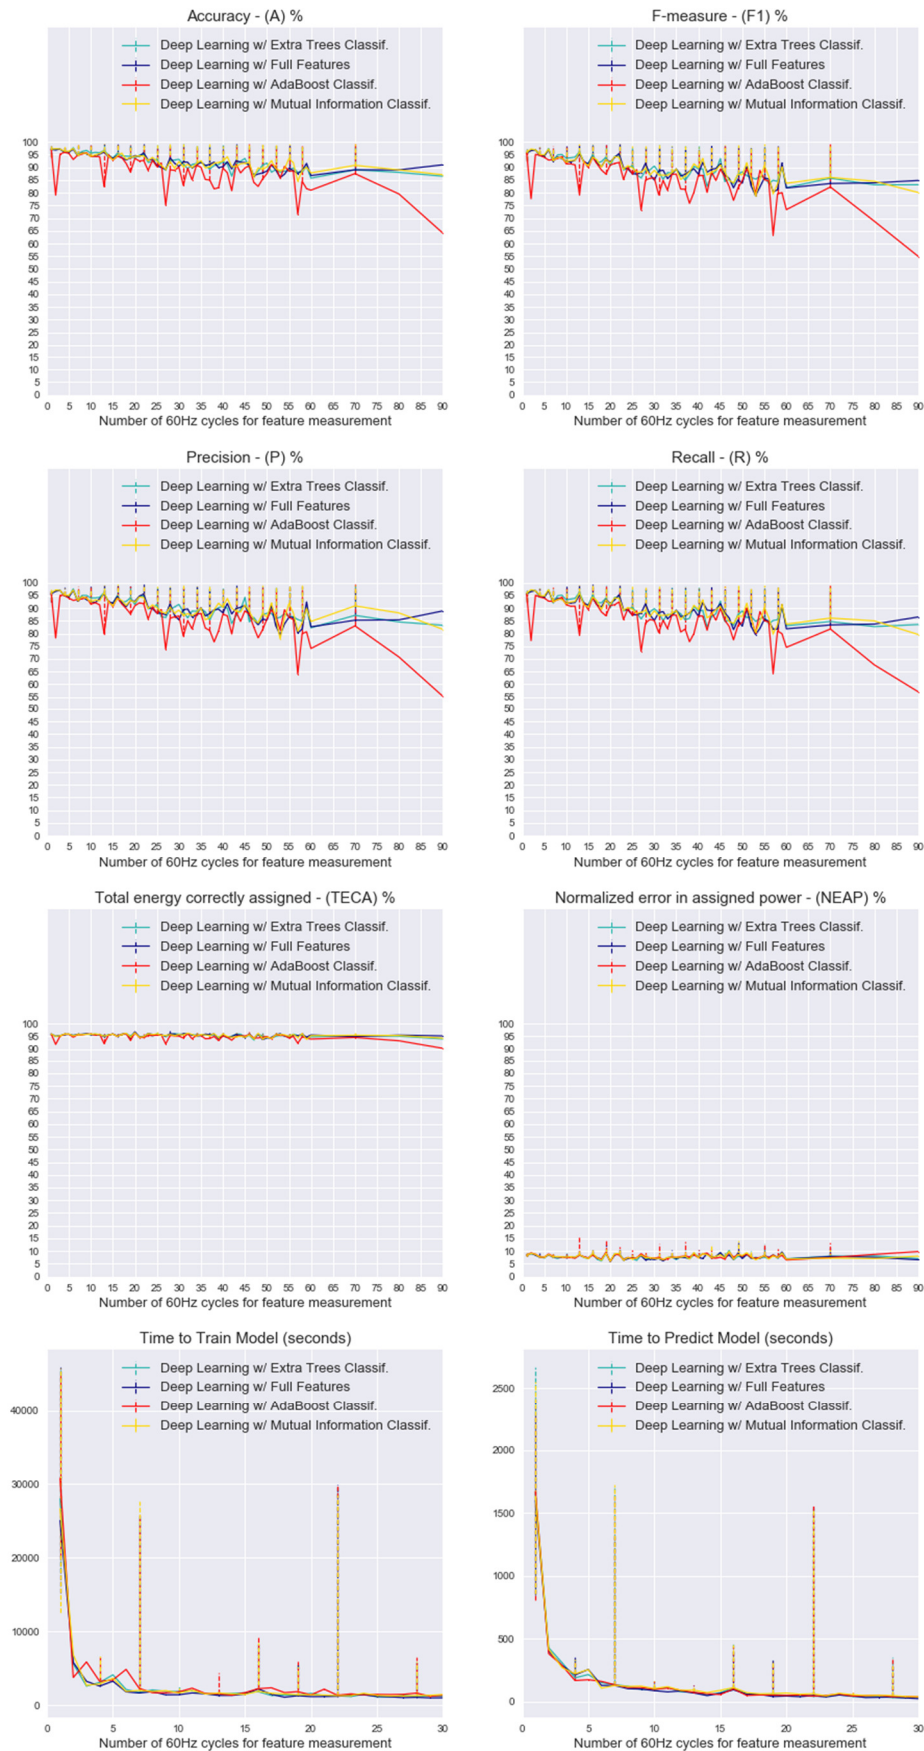 Accuracy - (A) %
Deep Learning w/ Extra Trees Classif.
Deep Learning w/ Full Features
Deep Learning w/ AdaBoost Classif.
Deep Learning w/ Mutual Information Classif.
100
95
90
85
80
75
70
65
60
55
50
45
40
35
30
25
20
15
10
5
0
0 5 10 15 20 25 30 35 40 45 50 55 60 65 70 75 80 85 90
Number of 60Hz cycles for feature measurement
F-measure - (F1) %
Deep Learning w/ Extra Trees Classif.
Deep Learning w/ Full Features
Deep Learning w/ AdaBoost Classif.
Deep Learning w/ Mutual Information Classif.
100
95
90
85
80
75
70
65
60
55
50
45
40
35
30
25
20
15
10
5
0
0 5 10 15 20 25 30 35 40 45 50 55 60 65 70 75 80 85 90
Number of 60Hz cycles for feature measurement
Precision - (P) %
Deep Learning w/ Extra Trees Classif.
Deep Learning w/ Full Features
Deep Learning w/ AdaBoost Classif.
Deep Learning w/ Mutual Information Classif.
100
95
90
85
80
75
70
65
60
55
50
45
40
35
30
25
20
15
10
5
0
0 5 10 15 20 25 30 35 40 45 50 55 60 65 70 75 80 85 90
Number of 60Hz cycles for feature measurement
Recall - (R) %
Deep Learning w/ Extra Trees Classif.
Deep Learning w/ Full Features
Deep Learning w/ AdaBoost Classif.
Deep Learning w/ Mutual Information Classif.
100
95
90
85
80
75
70
65
60
55
50
45
40
35
30
25
20
15
10
5
0
0 5 10 15 20 25 30 35 40 45 50 55 60 65 70 75 80 85 90
Number of 60Hz cycles for feature measurement
Total energy correctly assigned - (TECA) %
Deep Learning w/ Extra Trees Classif.
Deep Learning w/ Full Features
Deep Learning w/ AdaBoost Classif.
Deep Learning w/ Mutual Information Classif.
100
95
90
85
80
75
70
65
60
55
50
45
40
35
30
25
20
15
10
5
0
0 5 10 15 20 25 30 35 40 45 50 55 60 65 70 75 80 85 90
Number of 60Hz cycles for feature measurement
Normalized error in assigned power - (NEAP) %
Deep Learning w/ Extra Trees Classif.
Deep Learning w/ Full Features
Deep Learning w/ AdaBoost Classif.
Deep Learning w/ Mutual Information Classif.
100
95
90
85
80
75
70
65
60
55
50
45
40
35
30
25
20
15
10
5
0
0 5 10 15 20 25 30 35 40 45 50 55 60 65 70 75 80 85 90
Number of 60Hz cycles for feature measurement
Time to Train Model (seconds)
Deep Learning w/ Extra Trees Classif.
Deep Learning w/ Full Features
Deep Learning w/ AdaBoost Classif.
Deep Learning w/ Mutual Information Classif.
40000
30000
20000
10000
0
0 5 10 15 20 25 30
Number of 60Hz cycles for feature measurement
Time to Predict Model (seconds)
Deep Learning w/ Extra Trees Classif.
Deep Learning w/ Full Features
Deep Learning w/ AdaBoost Classif.
Deep Learning w/ Mutual Information Classif.
2500
2000
1500
1000
500
0
0 5 10 15 20 25 30
Number of 60Hz cycles for feature measurement